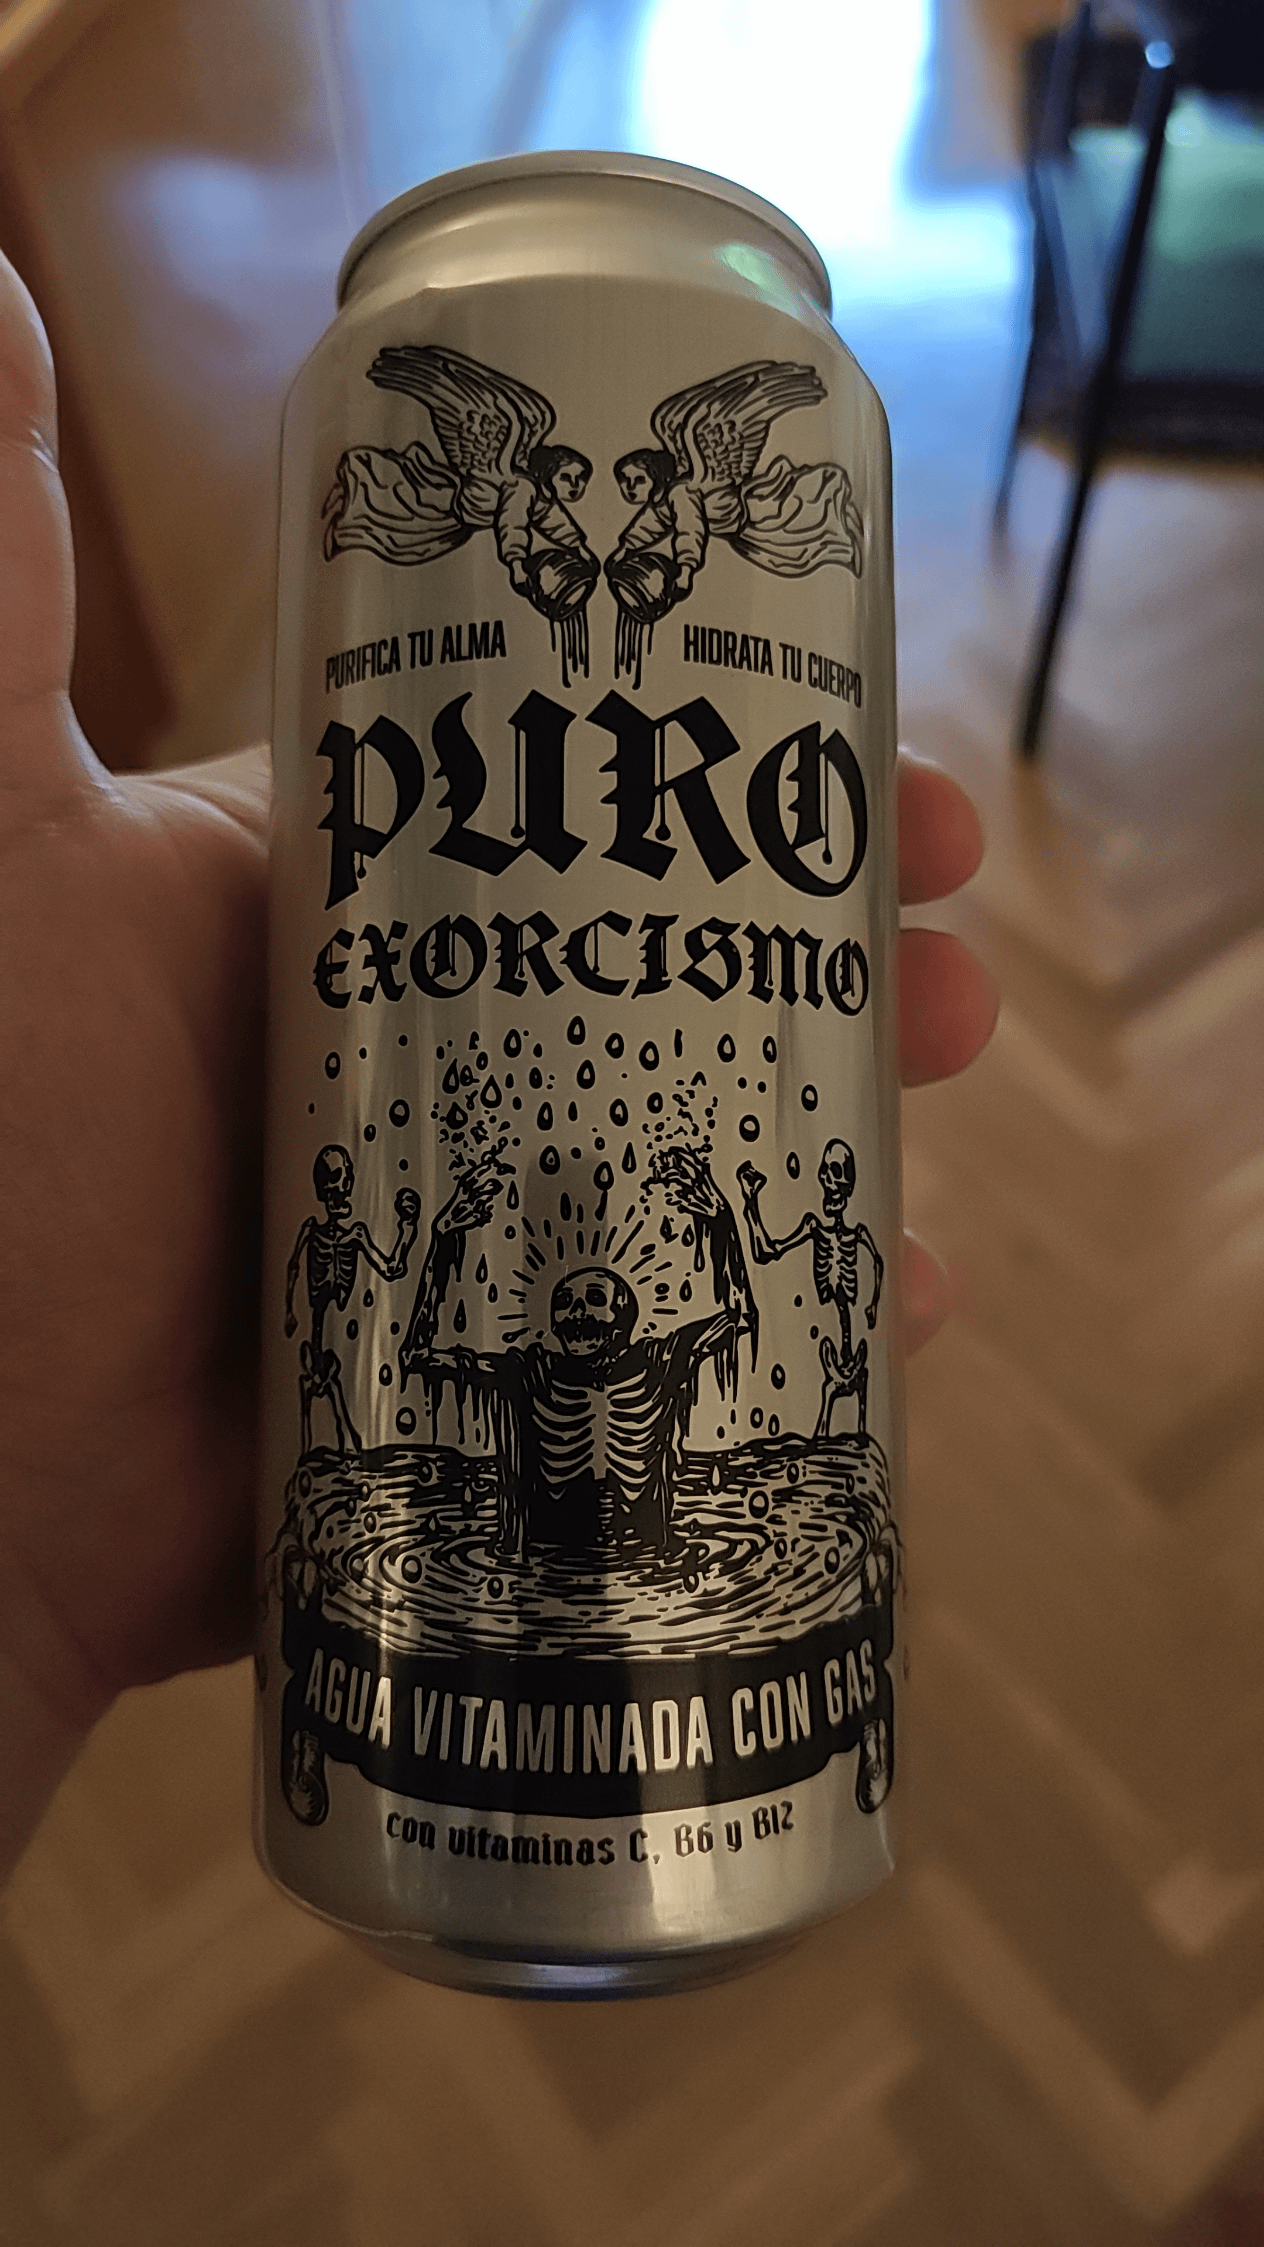 PURIFICA TU ALMA
HIDRATA TU CUERPO
PURO
EXORCISMO
AGUA VITAMINADA CON GAS
con vitaminas C, B6 y B12